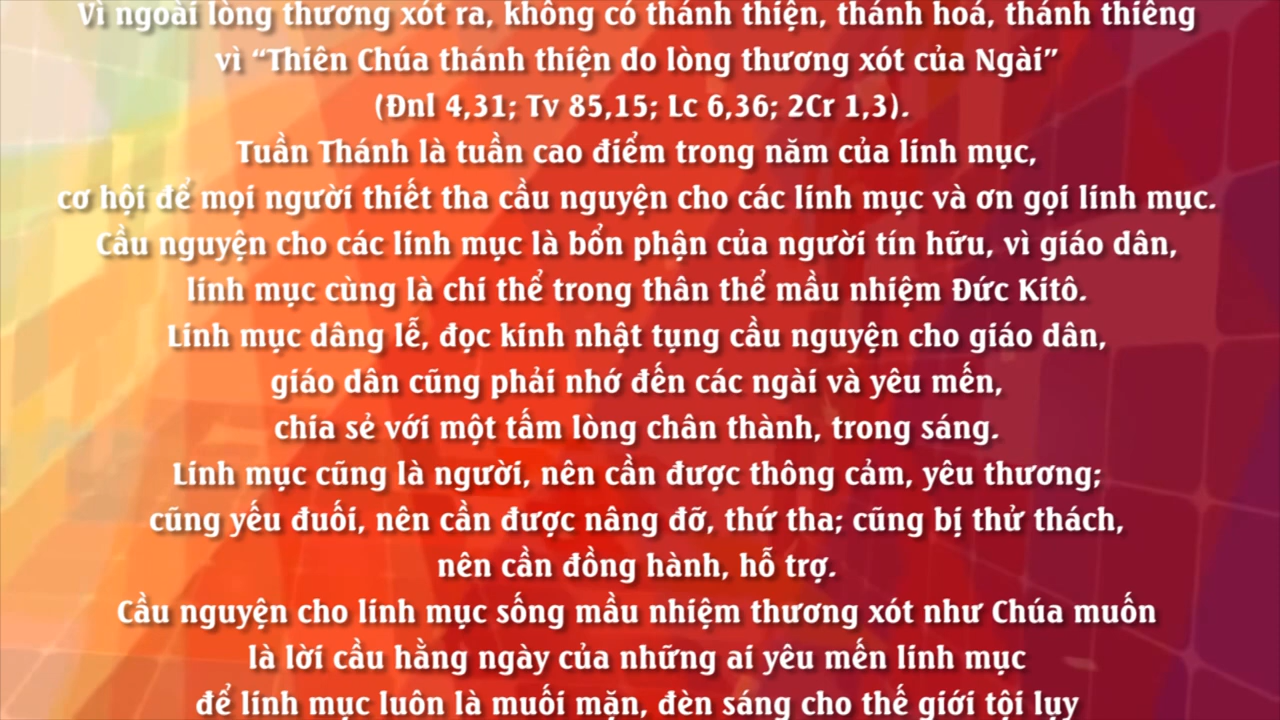 Vì ngoài lòng thương xót ra, không có thánh thiện, thánh hoá, thánh thiêng
vì “Thiên Chúa thánh thiện do lòng thương xót của Ngài”
(Đnl 4,31; Tv 85,15; Lc 6,36; 2Cr 1,3).
Tuần Thánh là tuần cao điểm trong năm của linh mục,
cơ hội để mọi người thiết tha cầu nguyện cho các linh mục và ơn gọi linh mục.
Cầu nguyện cho các linh mục là bổn phận của người tín hữu, vì giáo dân,
linh mục cùng là chi thể trong thân thể mầu nhiệm Đức Kitô.
Linh mục dâng lễ, đọc kinh nhật tụng cầu nguyện cho giáo dân,
giáo dân cũng phải nhớ đến các ngài và yêu mến,
chia sẻ với một tấm lòng chân thành, trong sáng.
Linh mục cũng là người, nên cần được thông cảm, yêu thương;
cũng yếu đuối, nên cần được nâng đỡ, thứ tha; cũng bị thử thách,
nên cần đồng hành, hỗ trợ.
Cầu nguyện cho linh mục sống mầu nhiệm thương xót như Chúa muốn
là lời cầu hằng ngày của những ai yêu mến linh mục
để linh mục luôn là muối mặn, đèn sáng cho thế giới tội lụy